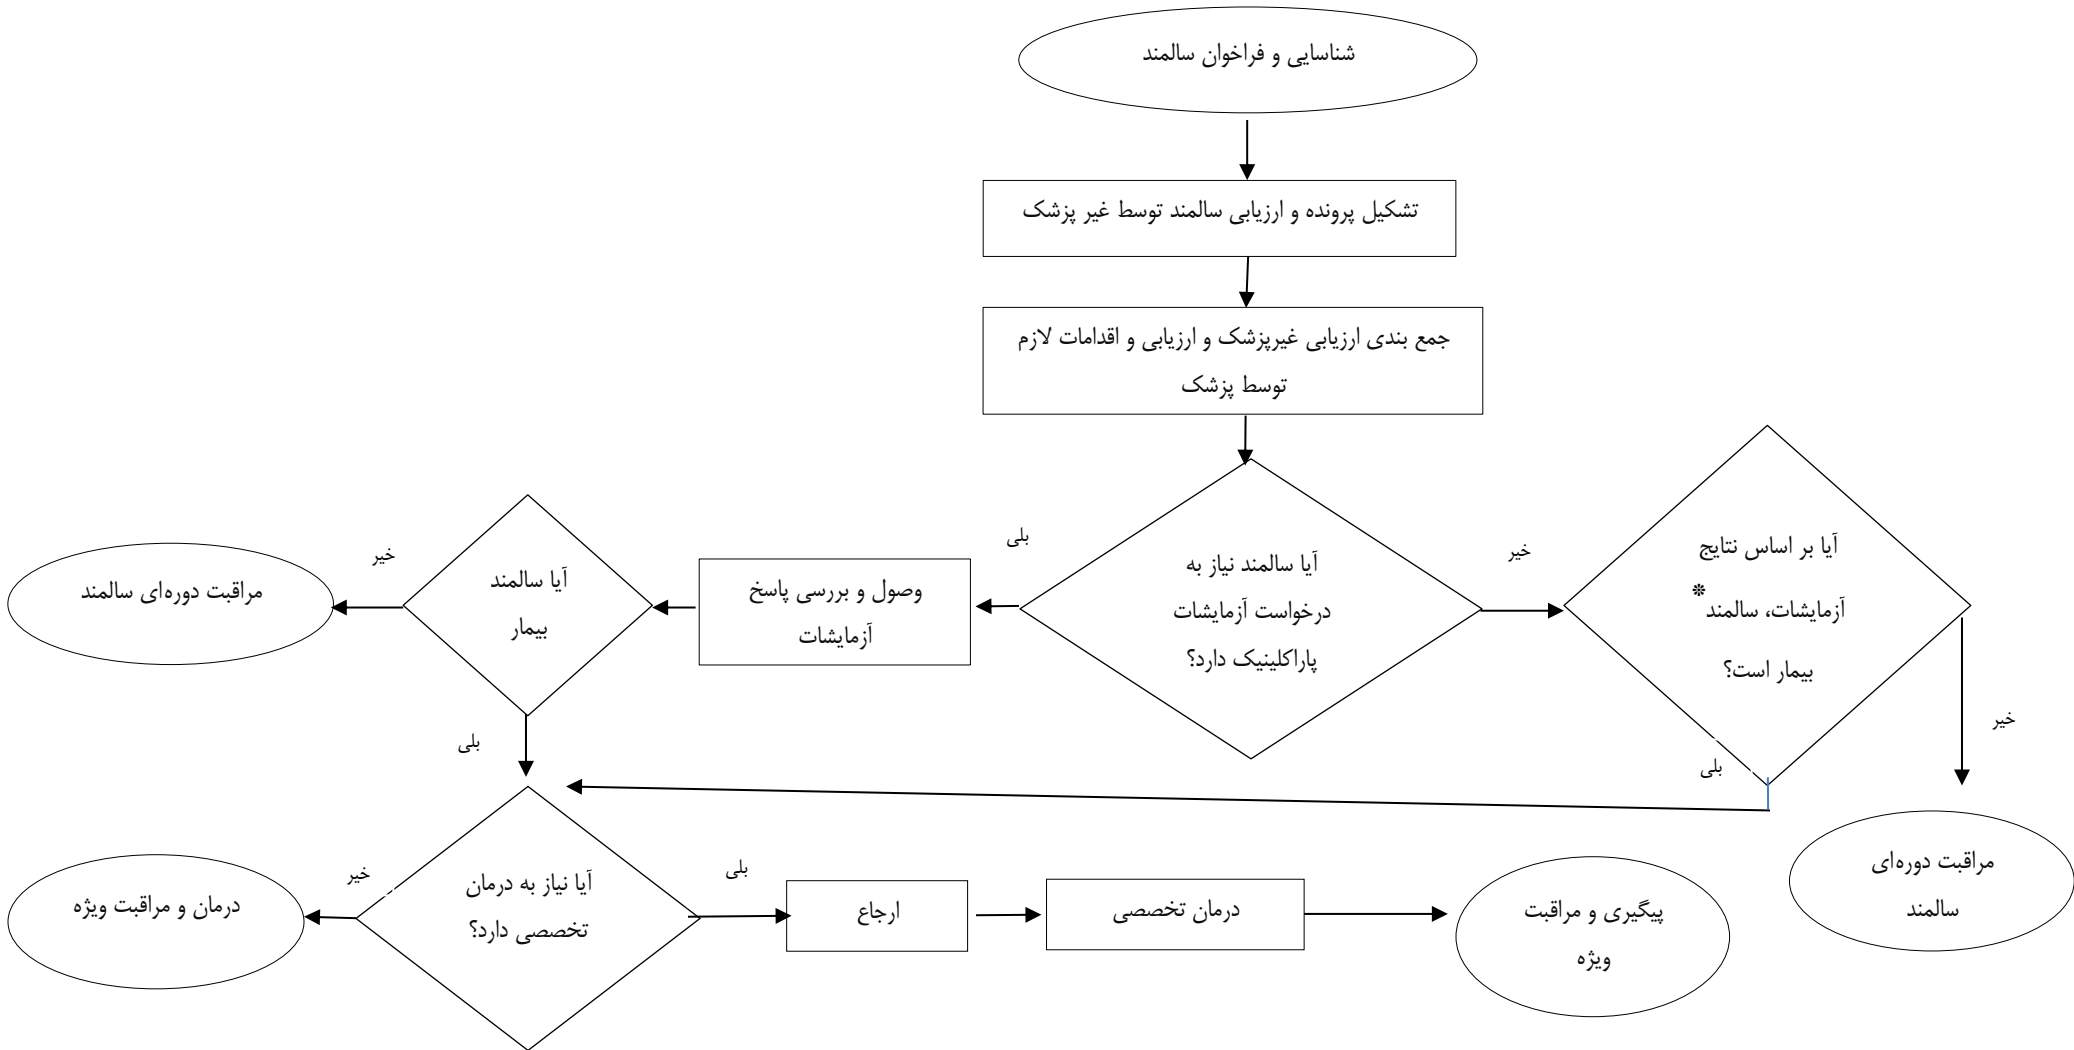 شناسایی و فراخوان سالمند
تشکیل پرونده و ارزیابی سالمند توسط غیر پزشک
جمع بندی ارزیابی غیرپزشک و ارزیابی و اقدامات لازم
توسط پزشک
آیا بر اساس نتایج
آزمایشات، سالمند*
بیمار است؟
خیر
بلی
آیا سالمند نیاز به
درخواست آزمایشات
پاراکلینیک دارد؟
خیر
بلی
وصول و بررسی پاسخ
آزمایشات
آیا سالمند
بیمار
خیر
بلی
مراقبت دوره‌ای سالمند
مراقبت دوره‌ای
سالمند
آیا نیاز به درمان
تخصصی دارد؟
خیر
بلی
درمان و مراقبت ویژه
ارجاع
درمان تخصصی
پیگیری و مراقبت
ویژه